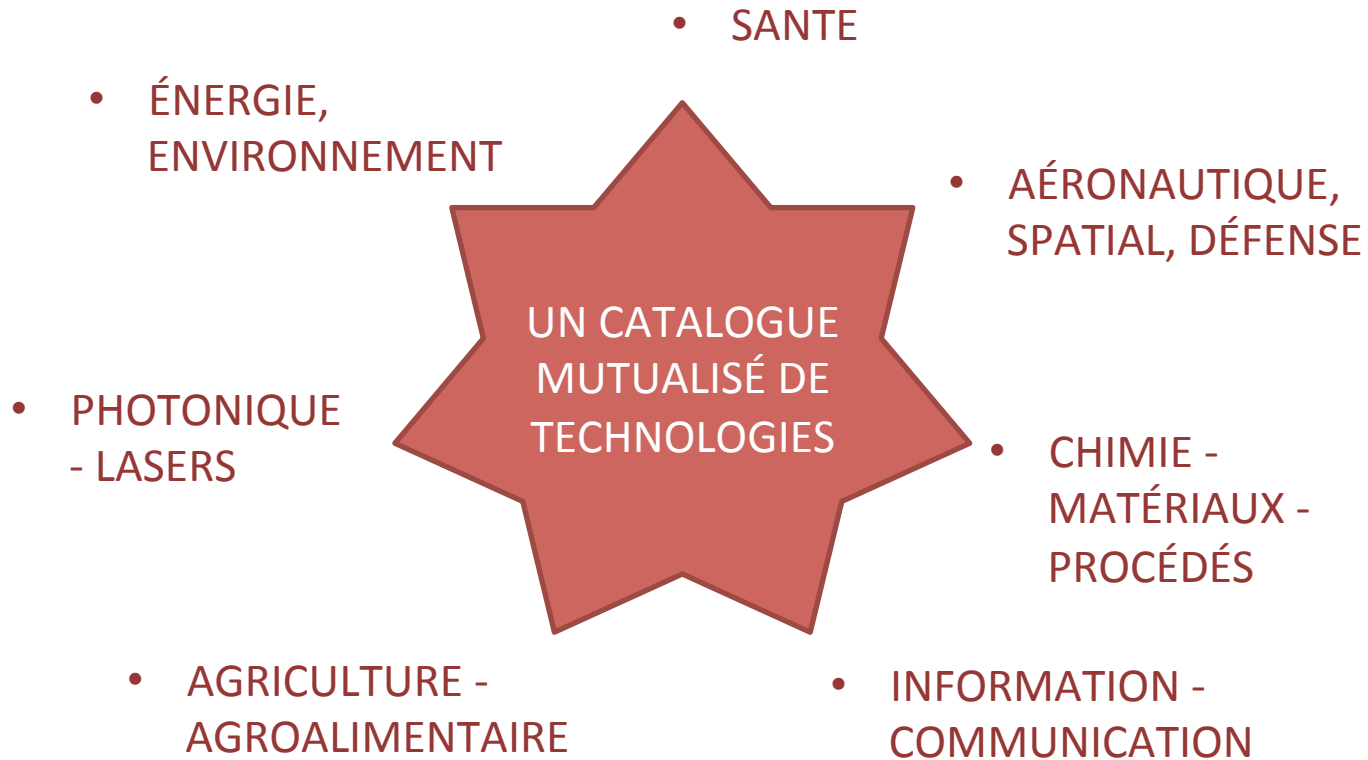 • SANTE
• ÉNERGIE,
ENVIRONNEMENT
• AÉRONAUTIQUE,
SPATIAL, DÉFENSE
UN CATALOGUE
MUTUALISÉ DE
TECHNOLOGIES
• PHOTONIQUE
- LASERS
• CHIMIE -
MATÉRIAUX -
PROCÉDÉS
• AGRICULTURE -
AGROALIMENTAIRE
• INFORMATION -
COMMUNICATION